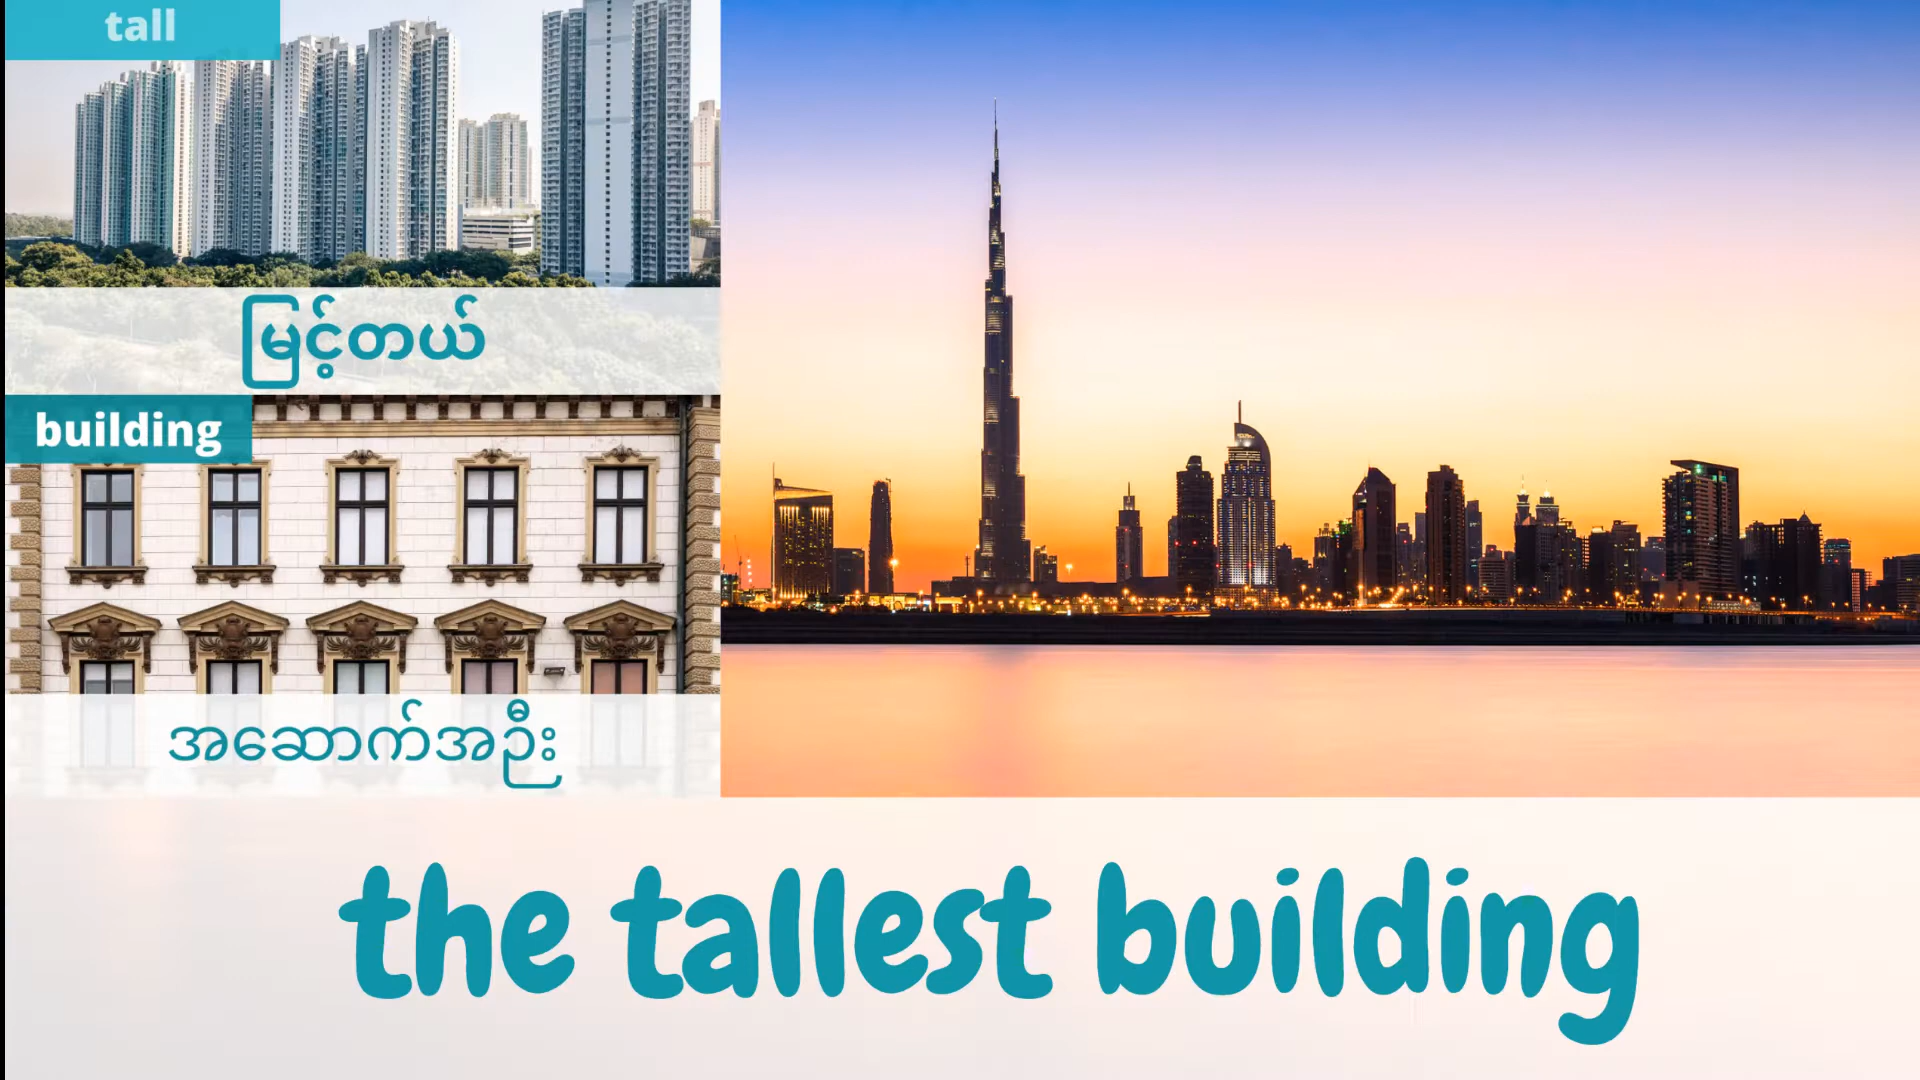 tall
မြင့်တယ်
building
အဆောက်အဦး
the tallest building